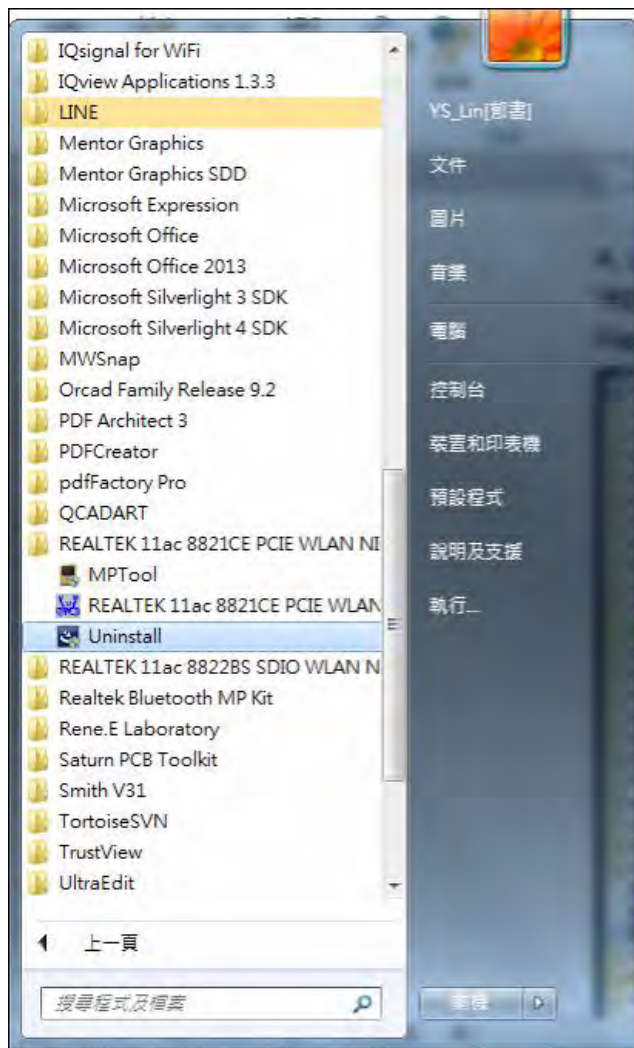 IQsignal for WiFi
IQview Applications 1.3.3
LINE
Mentor Graphics
Mentor Graphics SDD
Microsoft Expression
Microsoft Office
Microsoft Office 2013
Microsoft Silverlight 3 SDK
Microsoft Silverlight 4 SDK
MWSnap
Orcad Family Release 9.2
PDF Architect 3
PDFCreator
pdfFactory Pro
QCADART
REALTEK 11ac 8821CE PCIE WLAN NI
MPTool
REALTEK 11ac 8821CE PCIE WLAN
Uninstall
REALTEK 11ac 8822BS SDIO WLAN N
Realtek Bluetooth MP Kit
Rene.E Laboratory
Saturn PCB Toolkit
Smith V31
TortoiseSVN
TrustView
UltraEdit
上一頁
搜尋程式及檔案
YS_Lin
文件
圖片
音樂
電腦
控制台
裝置和印表機
預設程式
說明及支援
執行...